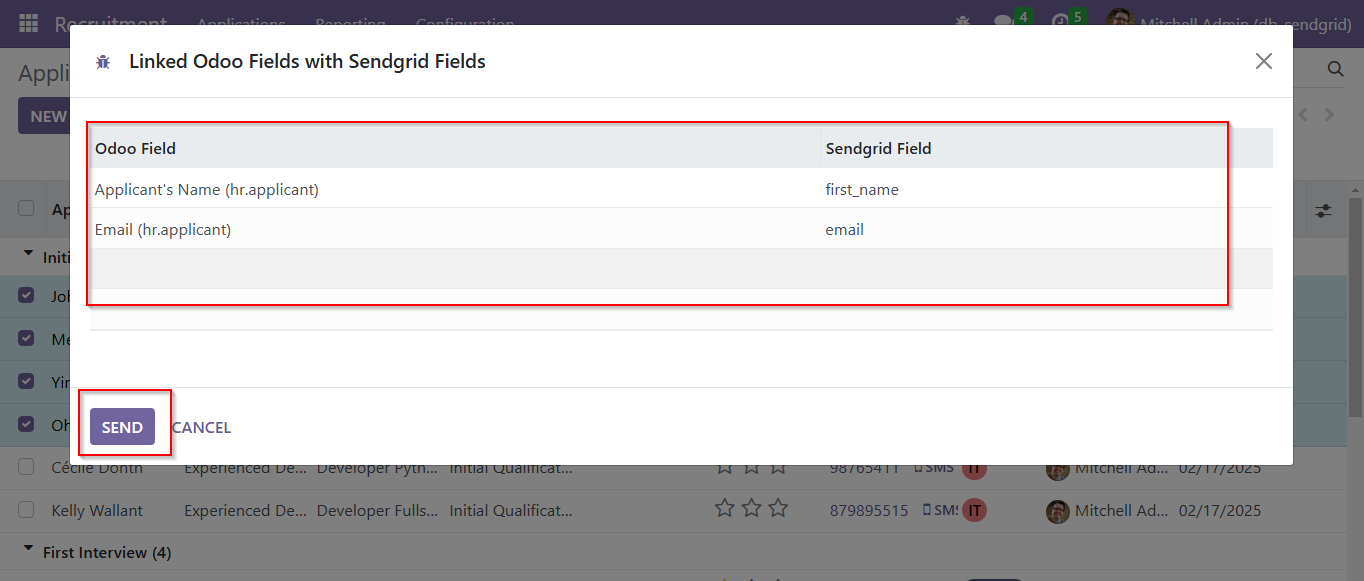 Recruitment Applications Reporting Configuration 4 5 Mitchell Admin (db_sendgrid)
Linked Odoo Fields with Sendgrid Fields
Appli
NEW
Odoo Field Sendgrid Field
Applicant's Name (hr.applicant) first_name
Ap
Email (hr.applicant) email
Initi
Joh
Me
Yin
Oh
SEND CANCEL
Cécile Donth Experienced De... Developer Pyth... Initial Qualificat... 98765411 SMS IT Mitchell Ad... 02/17/2025
Kelly Wallant Experienced De... Developer Fulls... Initial Qualificat... 879895515 SMS IT Mitchell Ad... 02/17/2025
First Interview (4)